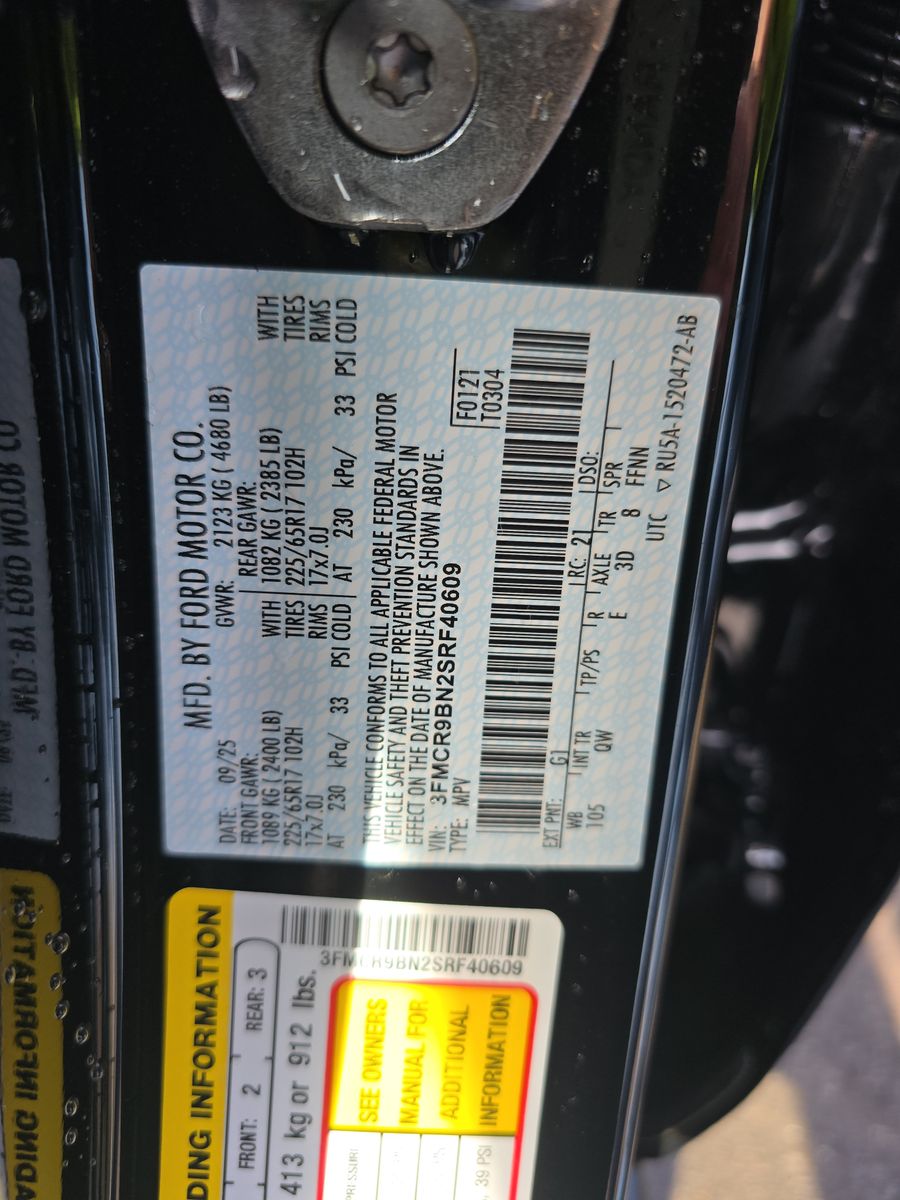 MFD. BY FORD MOTOR CO.
DATE: 09/25 GWVR: 2123 KG ( 4680 LB)
FRONT GAWR: REAR GAWR: WITH
1089 KG ( 2400 LB) WITH 1082 KG ( 2385 LB) TIRES
225/65R17 102H TIRES 225/65R17 102H RIMS
17x7.0J RIMS 17x7.0J
AT 230 kPa/ 33 PSI COLD AT 230 kPa/ 33 PSI COLD
THIS VEHICLE CONFORMS TO ALL APPLICABLE FEDERAL MOTOR
VEHICLE SAFETY AND THEFT PREVENTION STANDARDS IN
EFFECT ON THE DATE OF MANUFACTURE SHOWN ABOVE.
VIN: 3FMCR9BN2SRF40609
TYPE: MPV
F0121
T0304
EXT PNT: G1 RC: 21 DSO:
WB INT TR TP/PS R AXLE TR SPR
105 QW E 3D 8 FFNN
UTC ▽ RU5A-1520472-AB
DING INFORMATION
FRONT: 2 REAR: 3
413 kg or 912 lbs.
3FMCR9BN2SRF40609
SEE OWNERS
MANUAL FOR
ADDITIONAL
INFORMATION
39 PSI
MFD. BY FORD MOTOR CO